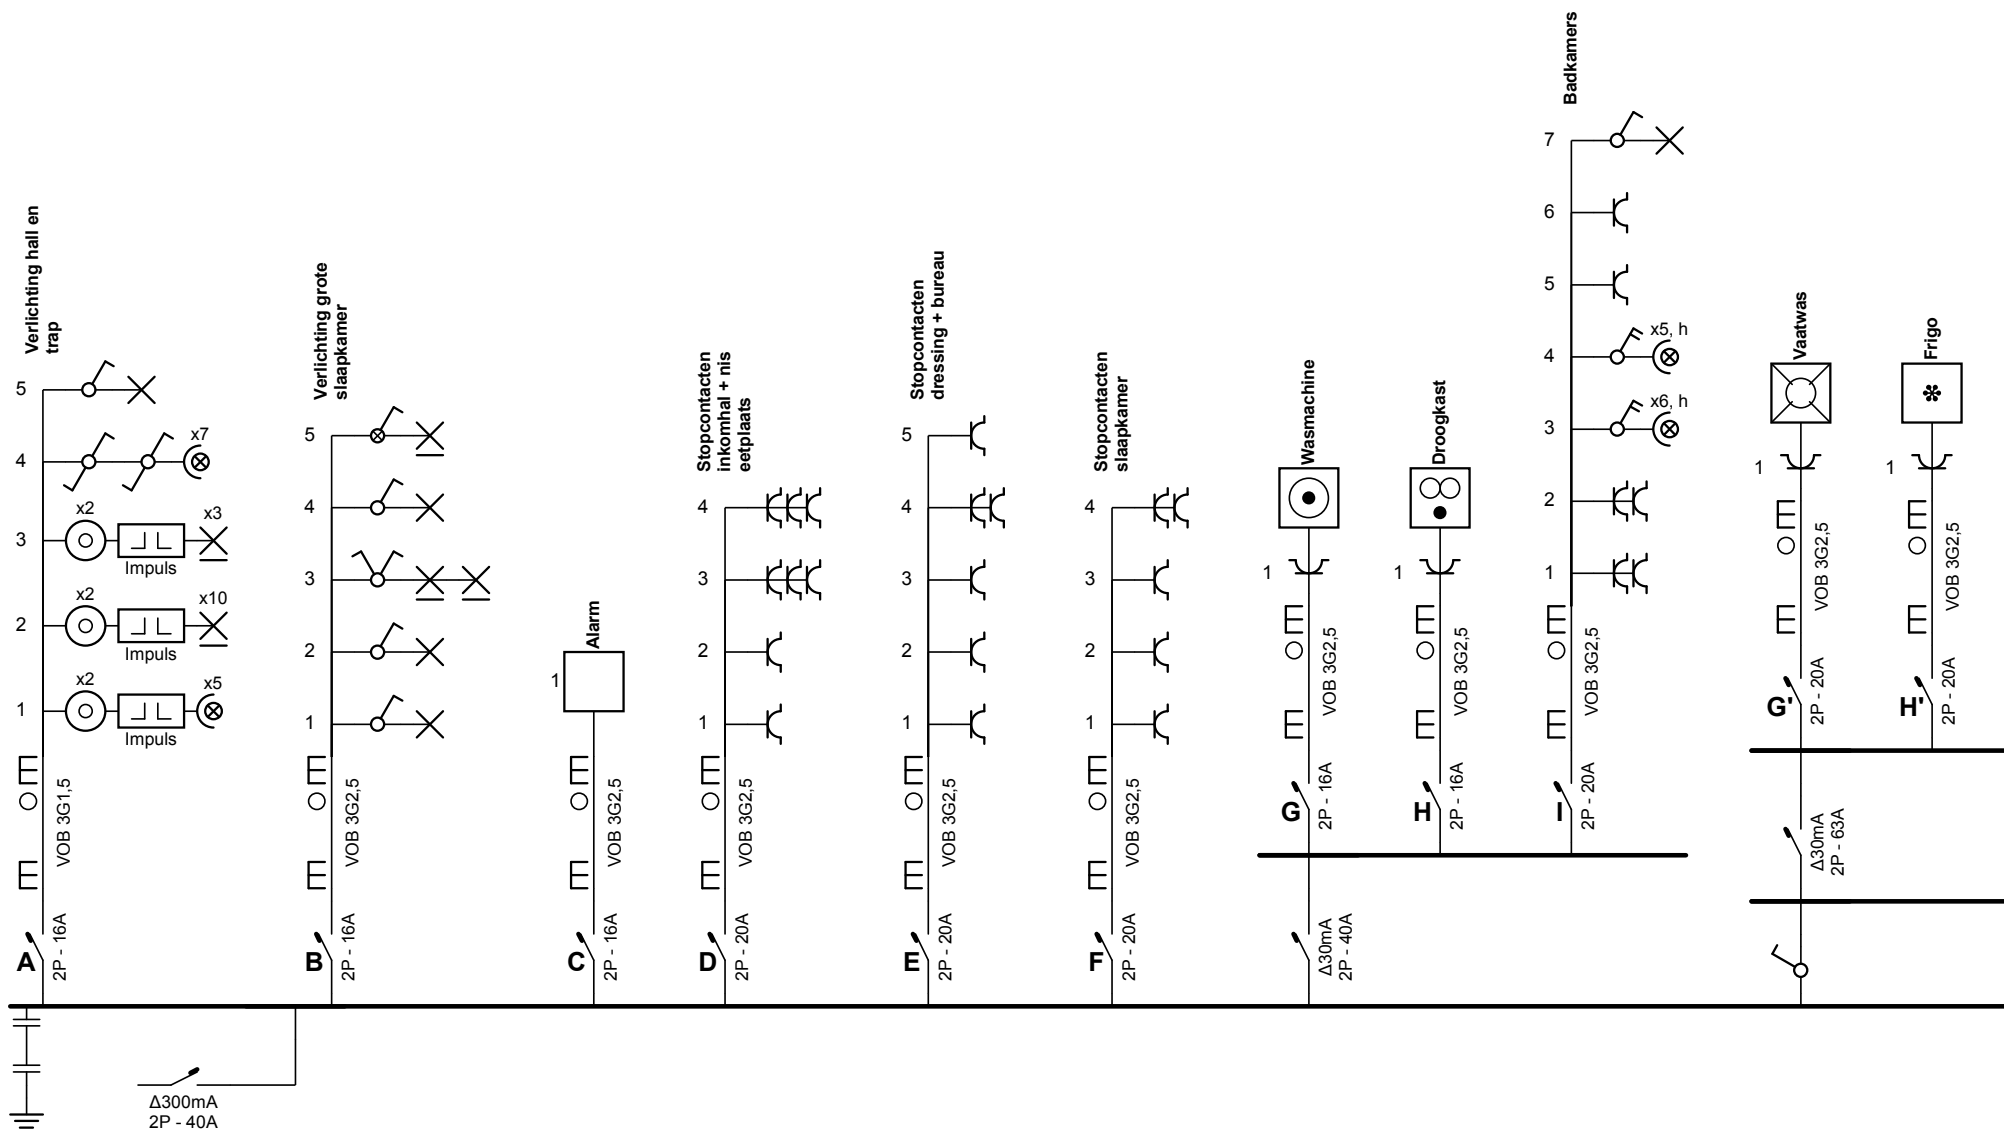 Verlichting hall en
trap
5
4
x7
3
x2
x3
Impuls
2
x2
x10
Impuls
1
x2
x5
Impuls
VOB 3G1,5
A
2P - 16A
Verlichting grote
slaapkamer
5
4
3
2
1
VOB 3G2,5
B
2P - 16A
Alarm
1
VOB 3G2,5
C
2P - 16A
Stopcontacten
inkomhal + nis
eetplaats
4
3
2
1
VOB 3G2,5
D
2P - 20A
Stopcontacten
dressing + bureau
5
4
3
2
1
VOB 3G2,5
E
2P - 20A
Stopcontacten
slaapkamer
4
3
2
1
VOB 3G2,5
F
2P - 20A
Wasmachine
1
VOB 3G2,5
G
2P - 16A
Droogkast
1
VOB 3G2,5
H
2P - 16A
Badkamers
7
6
5
4
x5, h
3
x6, h
2
1
VOB 3G2,5
I
2P - 20A
Δ30mA
2P - 40A
Vaatwas
1
VOB 3G2,5
G'
2P - 20A
Frigo
1
VOB 3G2,5
H'
2P - 20A
Δ30mA
2P - 63A
Δ300mA
2P - 40A